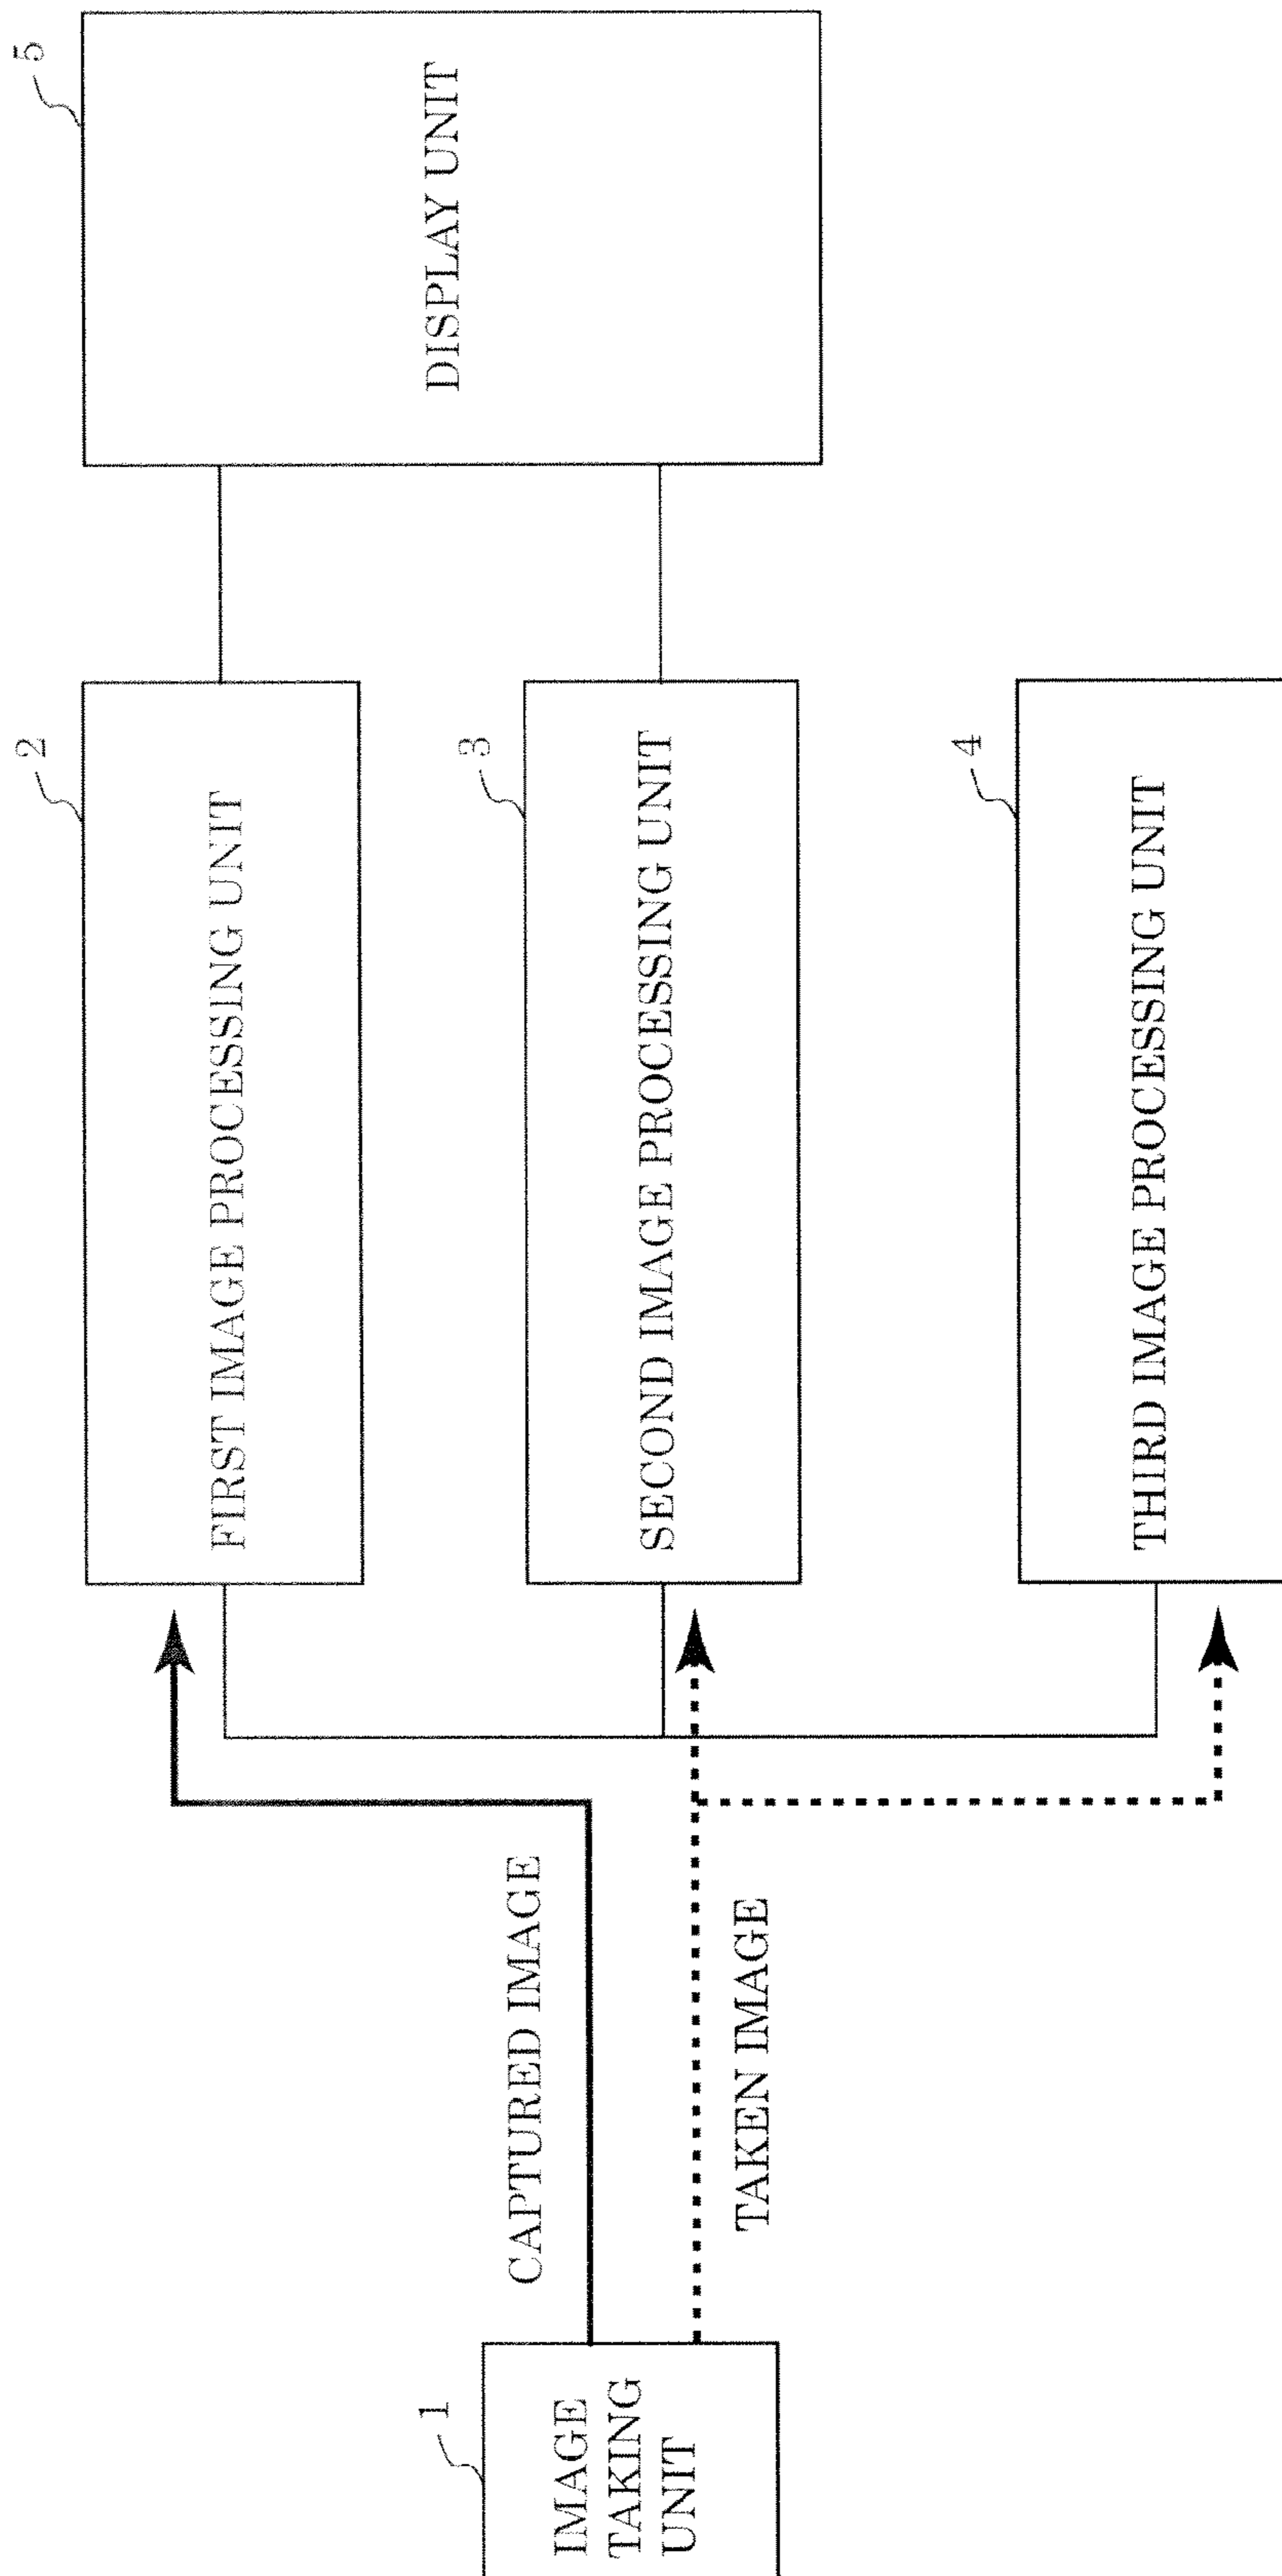 1
IMAGE
TAKING
UNIT
CAPTURED IMAGE
TAKEN IMAGE
2
FIRST IMAGE PROCESSING UNIT
3
SECOND IMAGE PROCESSING UNIT
4
THIRD IMAGE PROCESSING UNIT
5
DISPLAY UNIT